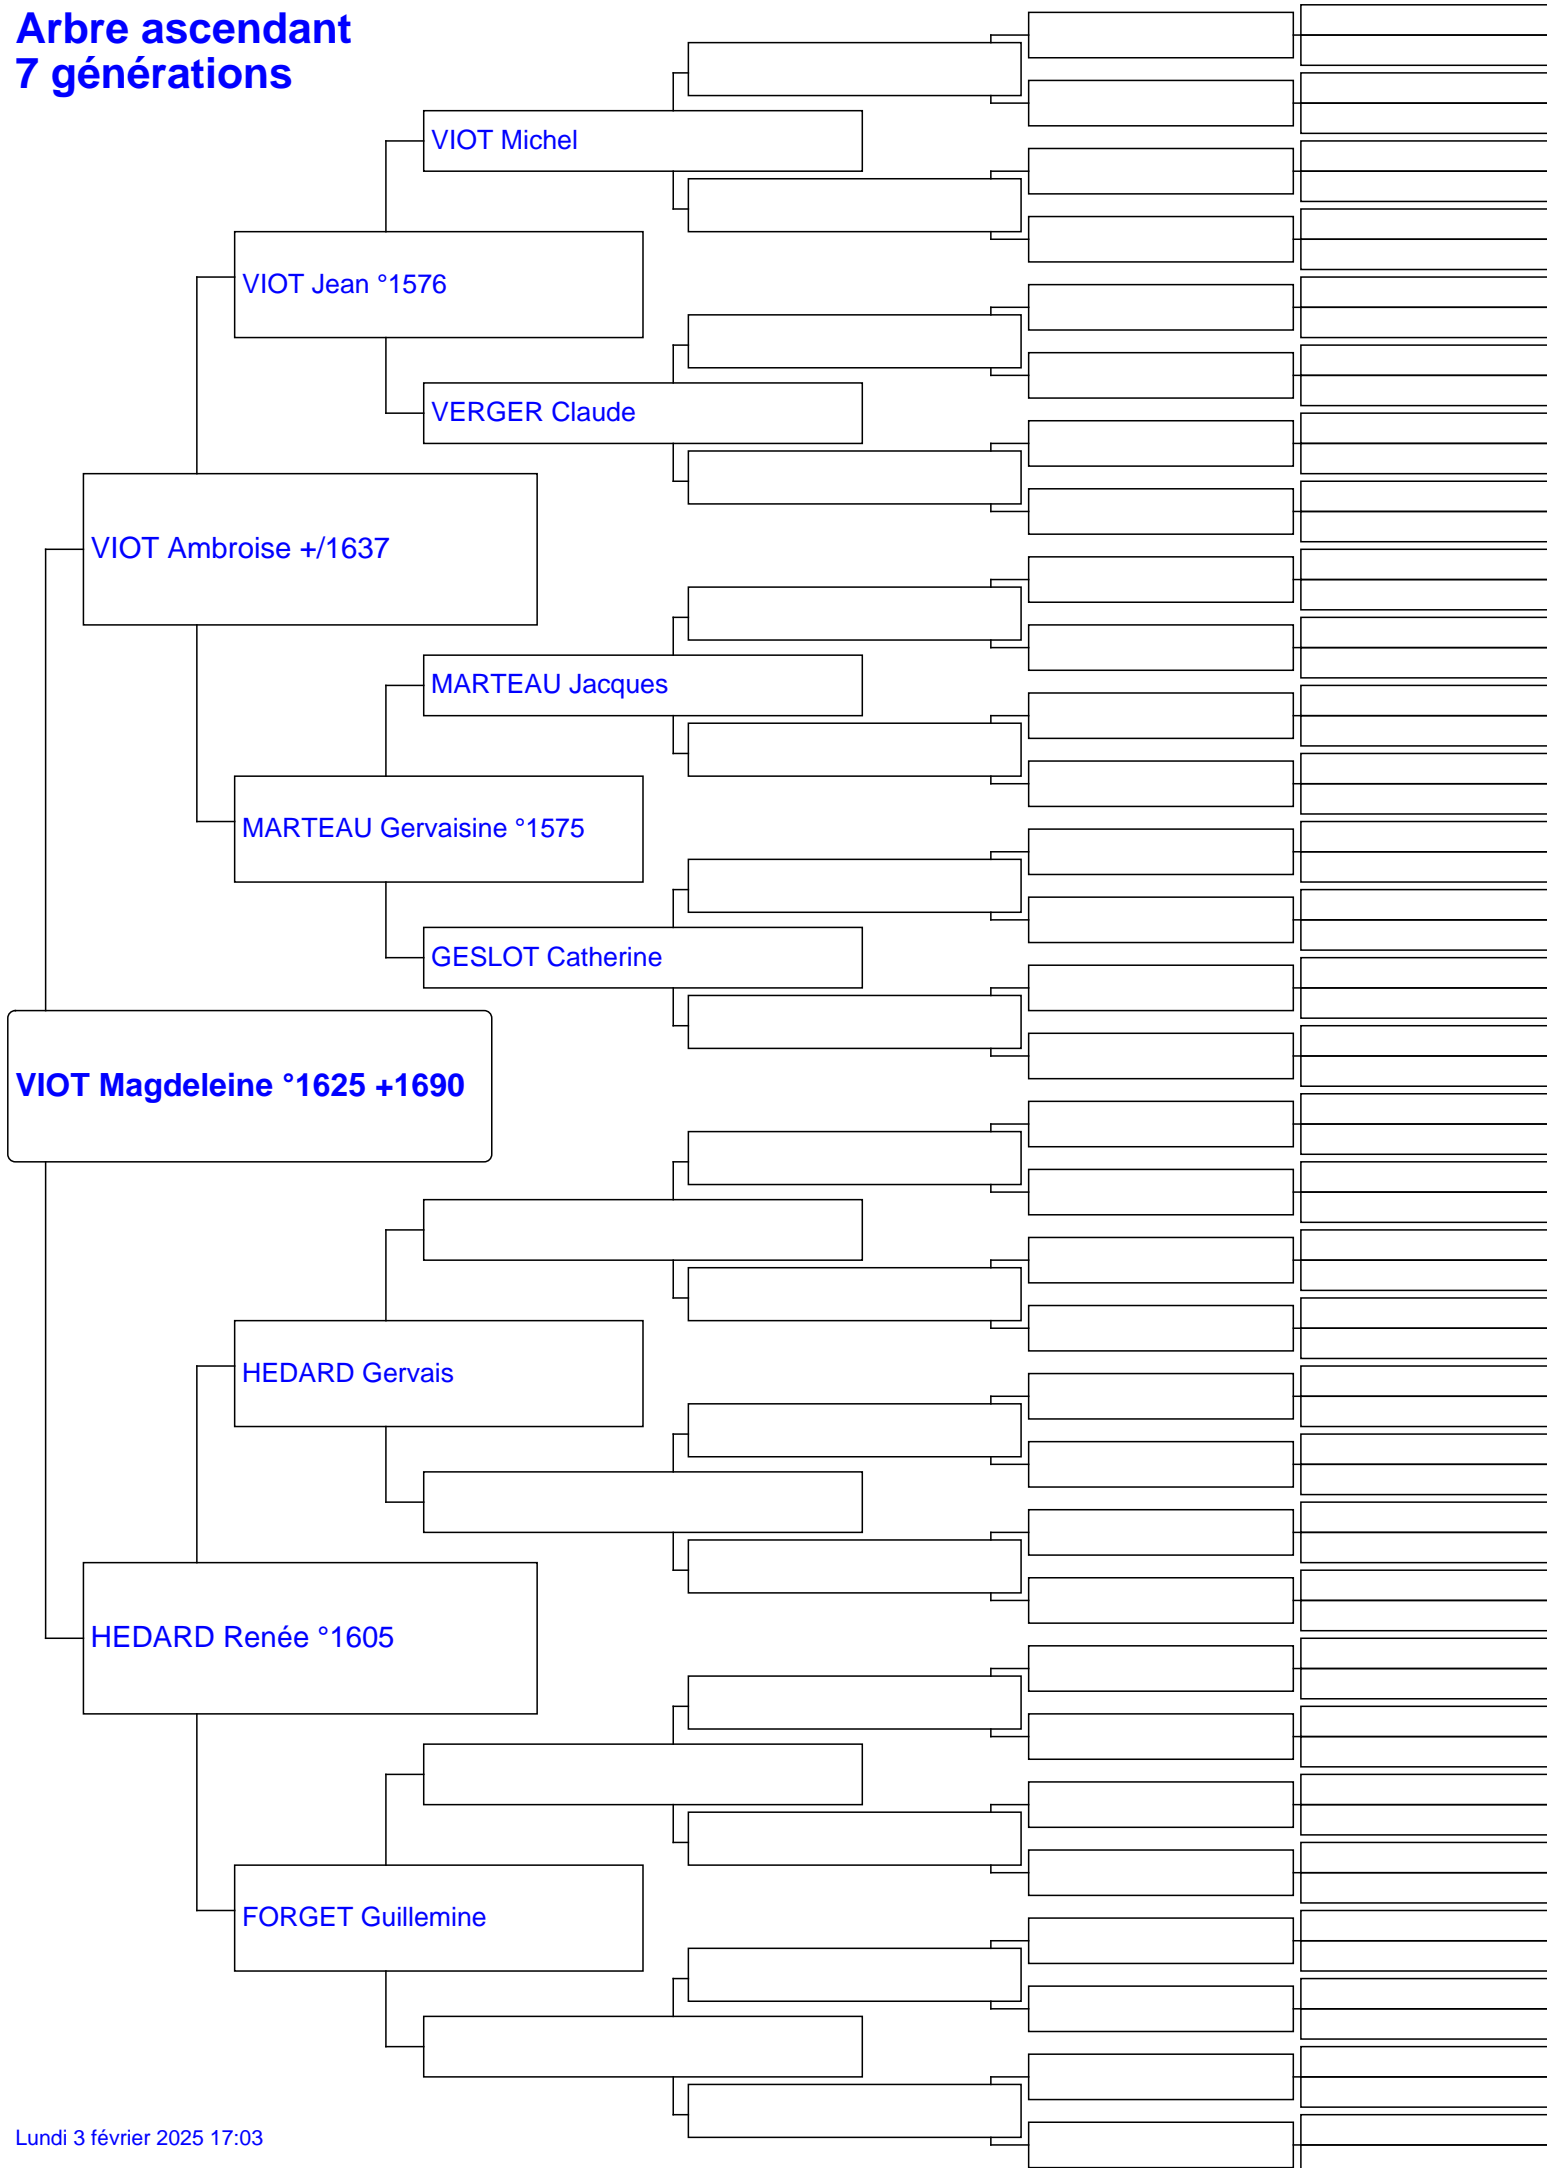 Arbre ascendant
7 générations
VIOT Michel
VIOT Jean °1576
VERGER Claude
VIOT Ambroise +/1637
MARTEAU Jacques
MARTEAU Gervaisine °1575
GESLOT Catherine
VIOT Magdeleine °1625 +1690
HEDARD Gervais
HEDARD Renée °1605
FORGET Guillemine
Lundi 3 février 2025 17:03